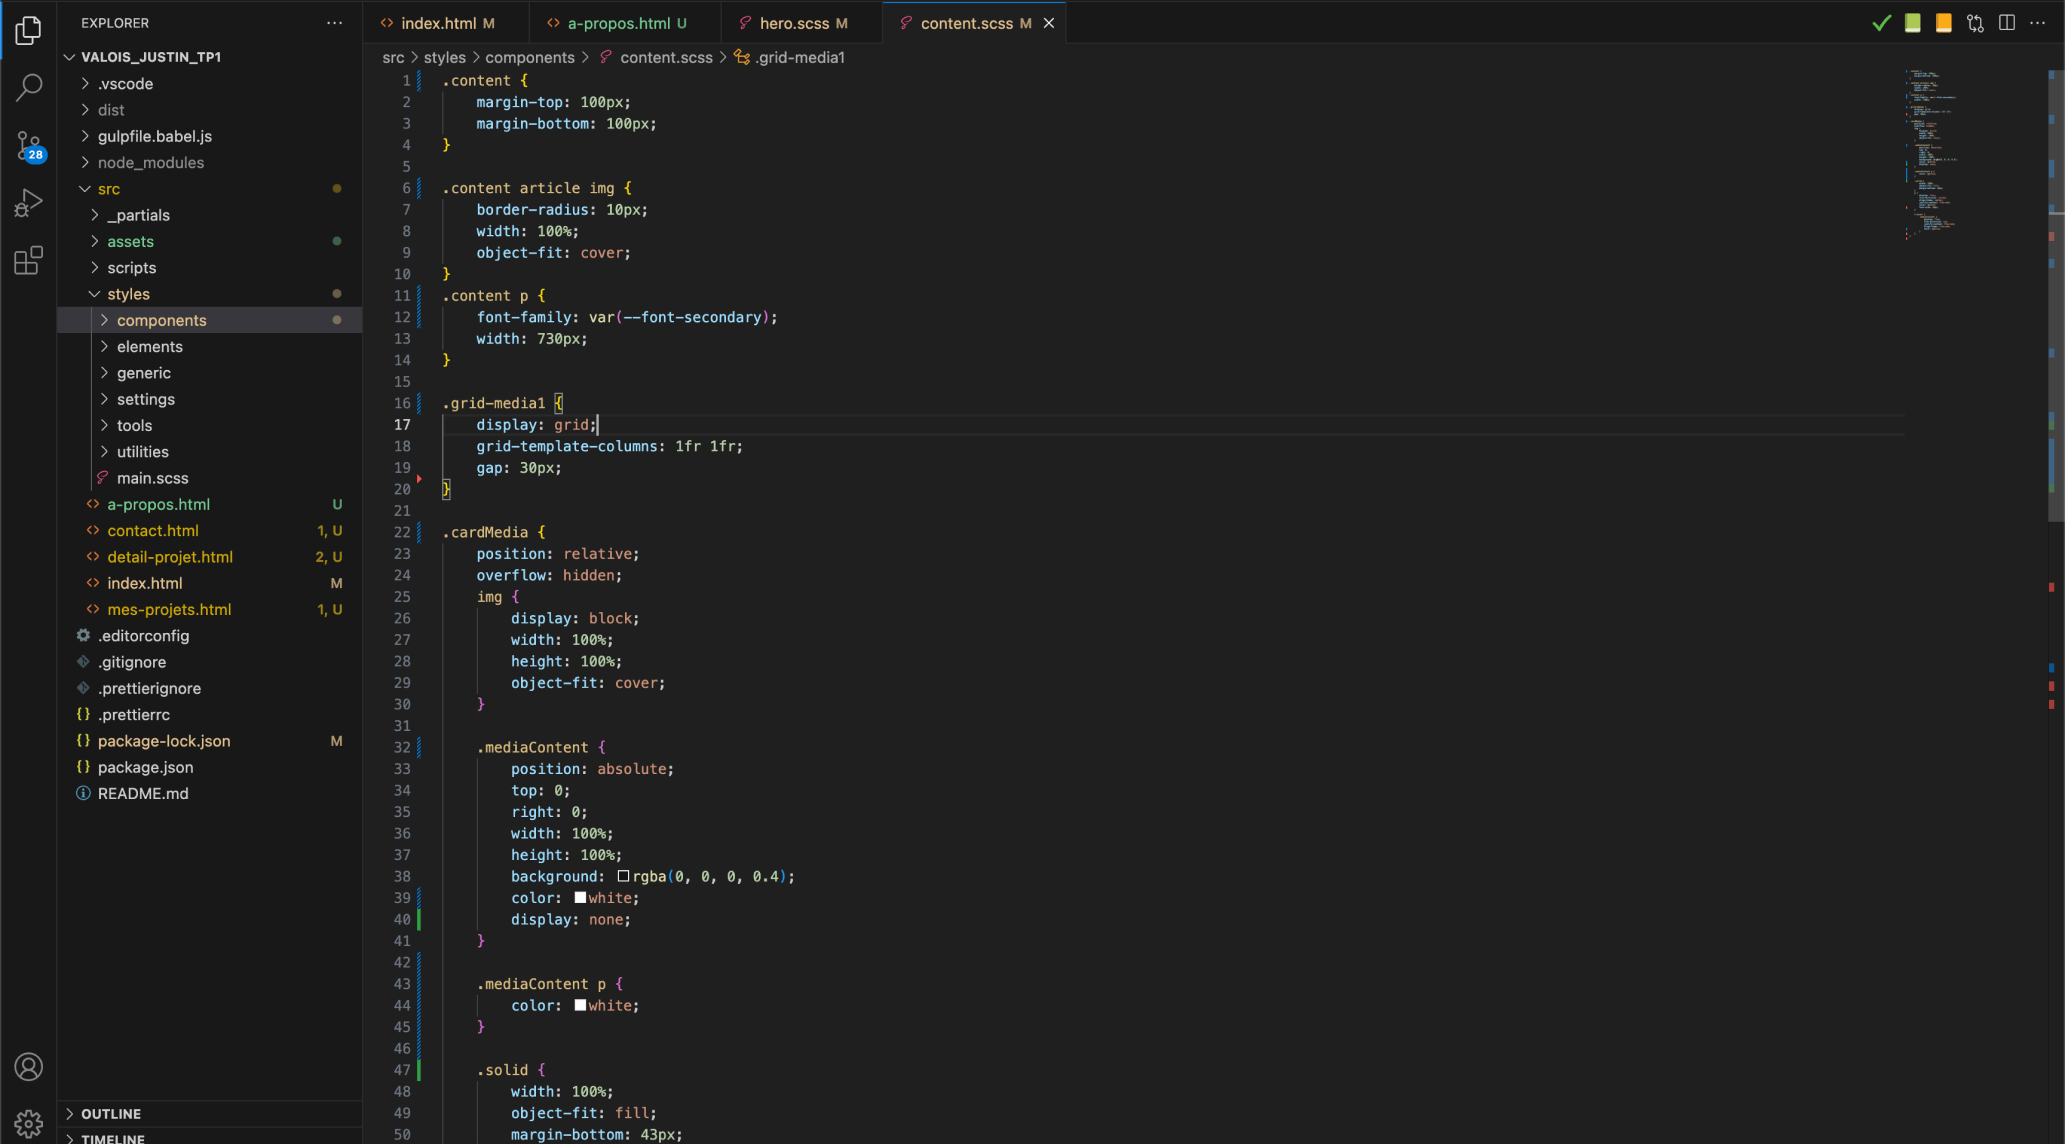 EXPLORER
index.html M
a-propos.html U
hero.scss M
content.scss M
VALOIS_JUSTIN_TP1
.vscode
dist
gulpfile.babel.js
node_modules
src
_partials
assets
scripts
styles
components
elements
generic
settings
tools
utilities
main.scss
a-propos.html U
contact.html 1, U
detail-projet.html 2, U
index.html M
mes-projets.html 1, U
.editorconfig
.gitignore
.prettierignore
.prettierrc
package-lock.json M
package.json
README.md
28
OUTLINE
TIMELINE
src > styles > components > content.scss > .grid-media1
1 .content {
2 margin-top: 100px;
3 margin-bottom: 100px;
4 }
5
6 .content article img {
7 border-radius: 10px;
8 width: 100%;
9 object-fit: cover;
10 }
11 .content p {
12 font-family: var(--font-secondary);
13 width: 730px;
14 }
15
16 .grid-media1 {
17 display: grid;
18 grid-template-columns: 1fr 1fr;
19 gap: 30px;
20 }
21
22 .cardMedia {
23 position: relative;
24 overflow: hidden;
25 img {
26 display: block;
27 width: 100%;
28 height: 100%;
29 object-fit: cover;
30 }
31
32 .mediaContent {
33 position: absolute;
34 top: 0;
35 right: 0;
36 width: 100%;
37 height: 100%;
38 background: rgba(0, 0, 0, 0.4);
39 color: white;
40 display: none;
41 }
42
43 .mediaContent p {
44 color: white;
45 }
46
47 .solid {
48 width: 100%;
49 object-fit: fill;
50 margin-bottom: 43px;